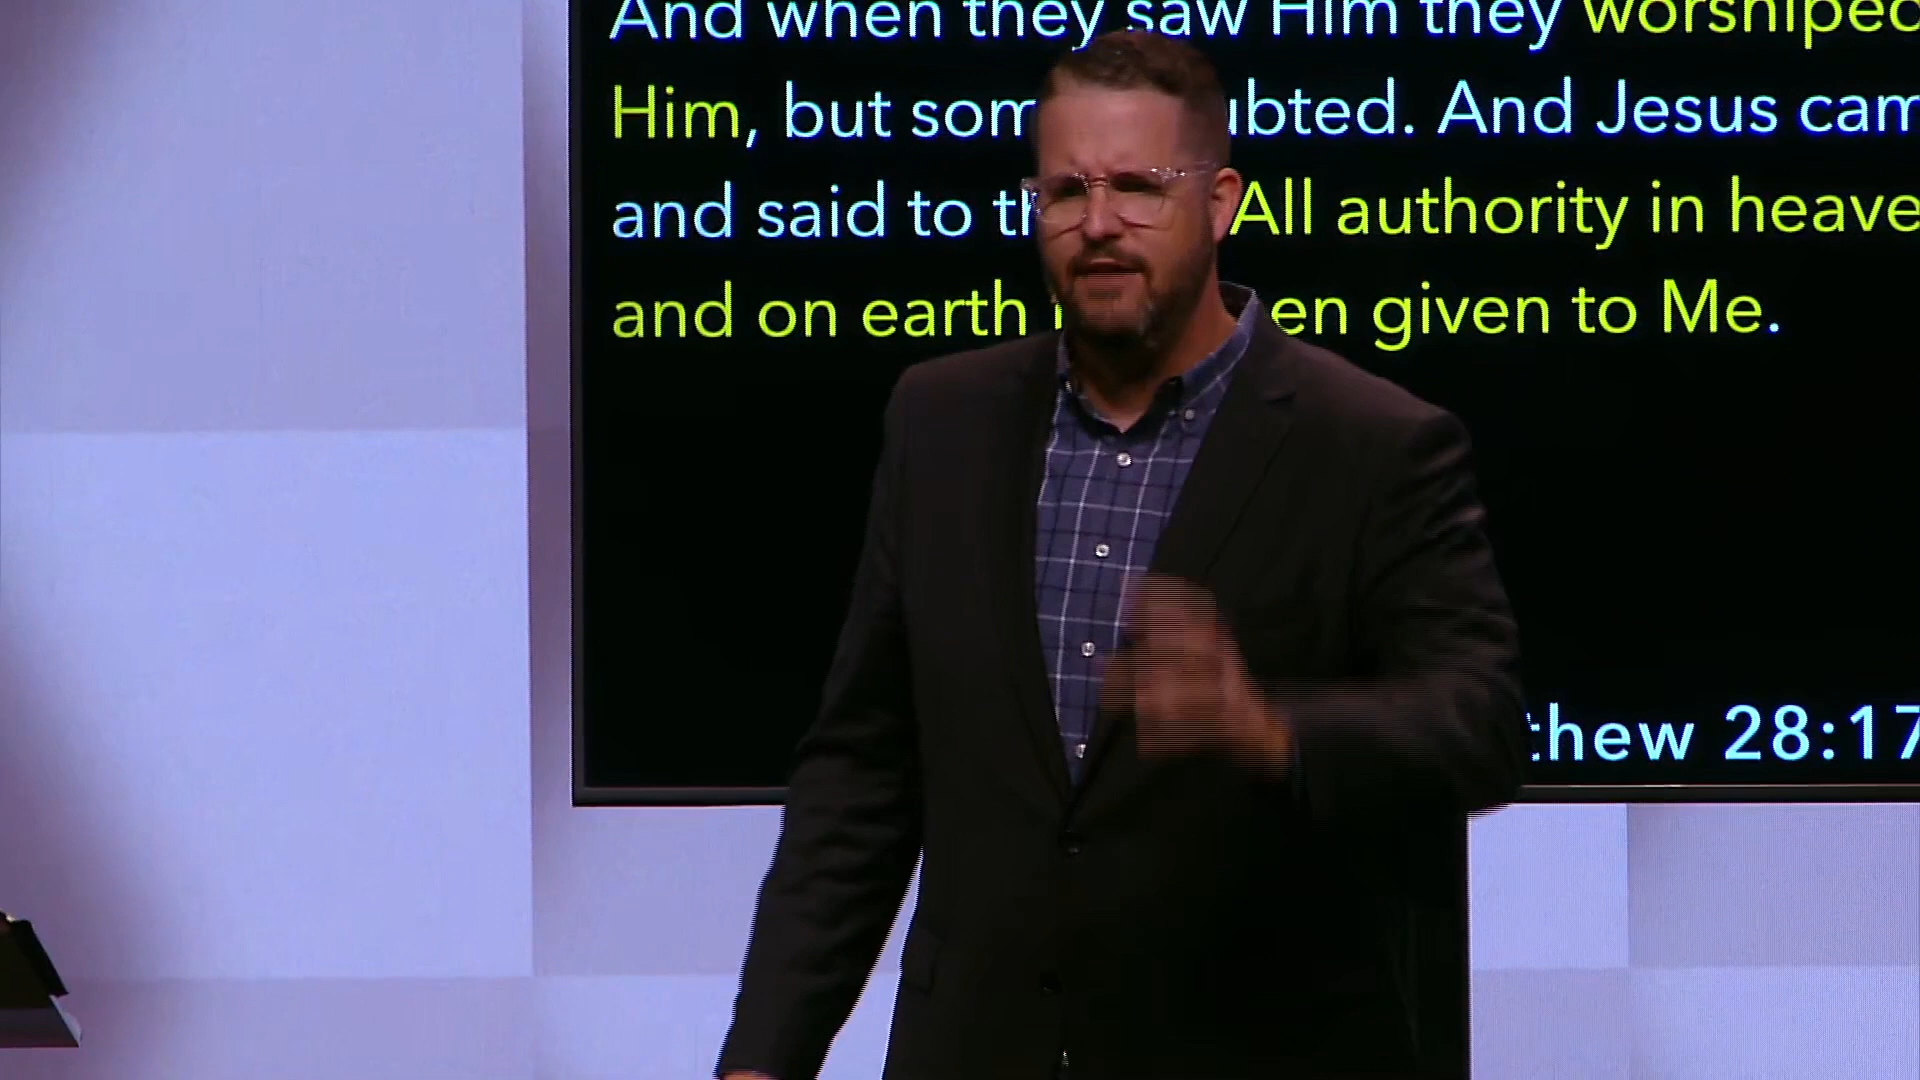 And when they saw Him they worshiped
Him, but som ubted. And Jesus cam
and said to th All authority in heave
and on earth en given to Me.
thew 28:17